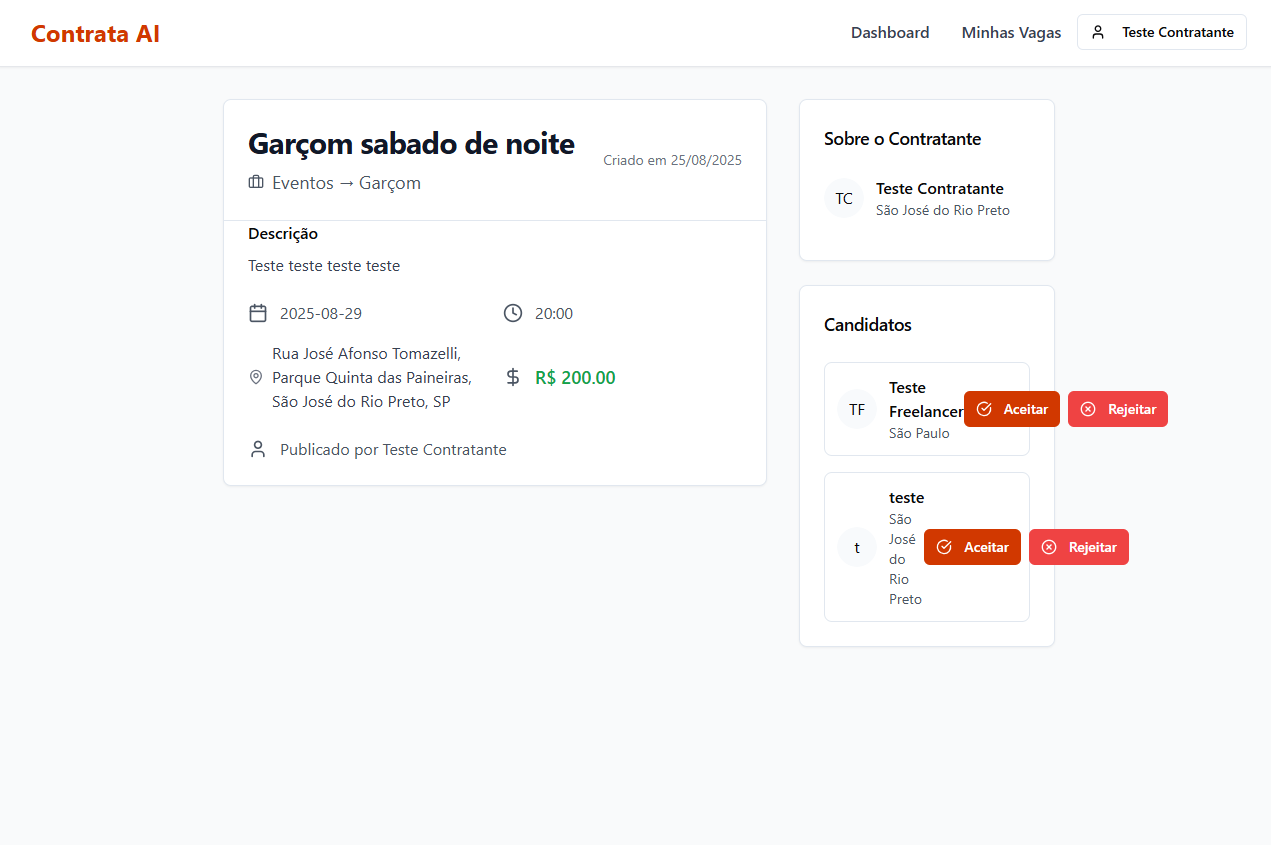 Contrata AI
Dashboard
Minhas Vagas
Teste Contratante
Garçom sabado de noite
Criado em 25/08/2025
Eventos → Garçom
Descrição
Teste teste teste teste
2025-08-29
20:00
Rua José Afonso Tomazelli,
Parque Quinta das Paineiras,
São José do Rio Preto, SP
R$ 200.00
Publicado por Teste Contratante
Sobre o Contratante
TC
Teste Contratante
São José do Rio Preto
Candidatos
TF
Teste
Freelancer
São Paulo
Aceitar
Rejeitar
t
teste
São
José
do
Rio
Preto
Aceitar
Rejeitar